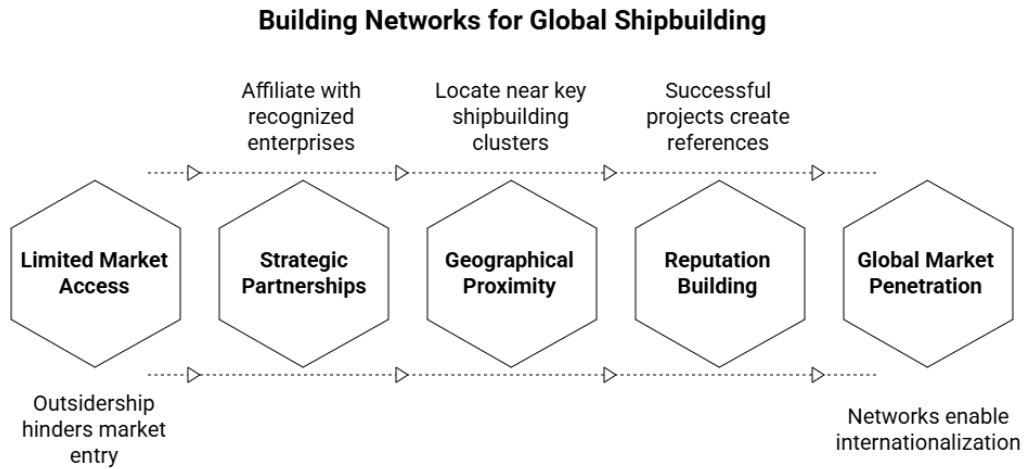 Building Networks for Global Shipbuilding
Affiliate with
recognized
enterprises
Locate near key
shipbuilding
clusters
Successful
projects create
references
Limited Market
Access
Strategic
Partnerships
Geographical
Proximity
Reputation
Building
Global Market
Penetration
Outsidership
hinders market
entry
Networks enable
internationalization